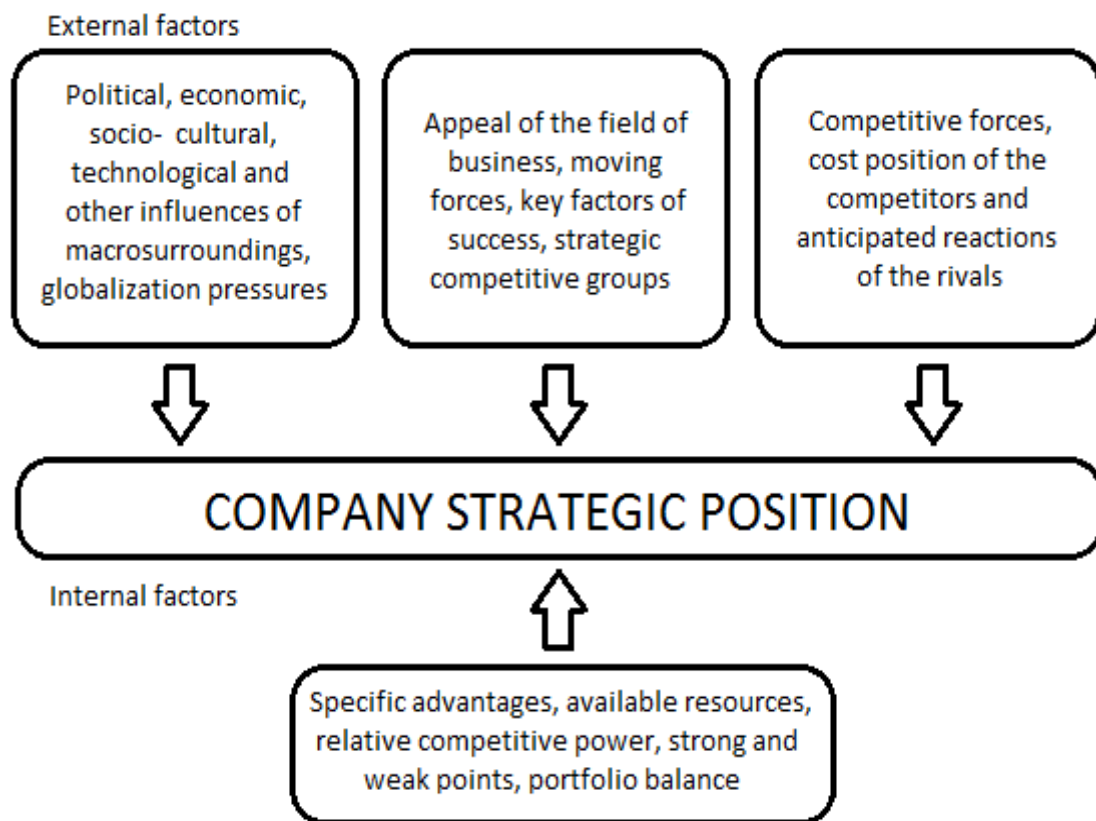 External factors
Political, economic,
socio- cultural,
technological and
other influences of
macrosurroundings,
globalization pressures
Appeal of the field of
business, moving
forces, key factors of
success, strategic
competitive groups
Competitive forces,
cost position of the
competitors and
anticipated reactions
of the rivals
COMPANY STRATEGIC POSITION
Internal factors
Specific advantages, available resources,
relative competitive power, strong and
weak points, portfolio balance